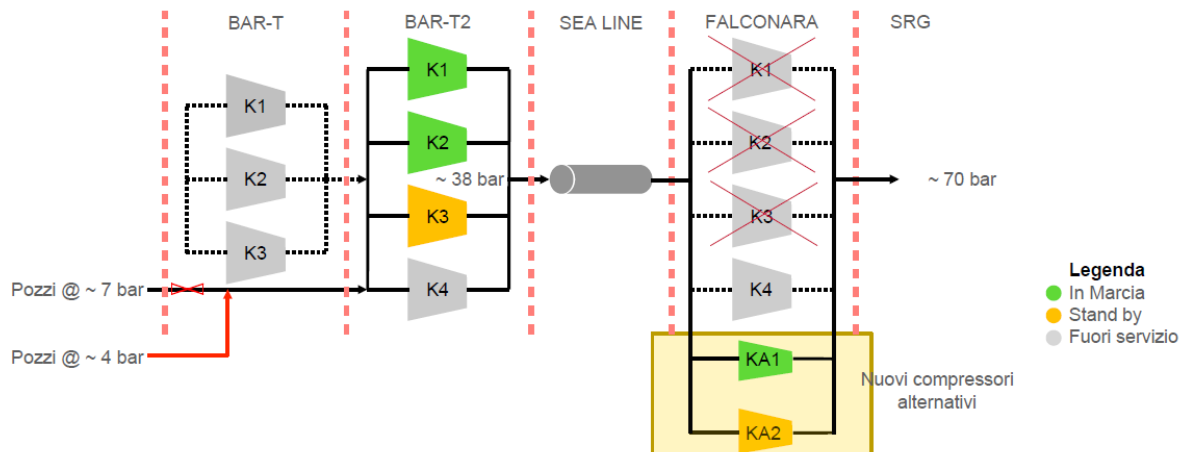 BAR-T
BAR-T2
SEA LINE
FALCONARA
SRG
K1
K2
K3
K1
K2
~ 38 bar
K3
K4
K1
K2
K3
K4
~ 70 bar
Pozzi @ ~ 7 bar
Pozzi @ ~ 4 bar
KA1
KA2
Nuovi compressori
alternativi
Legenda
In Marcia
Stand by
Fuori servizio